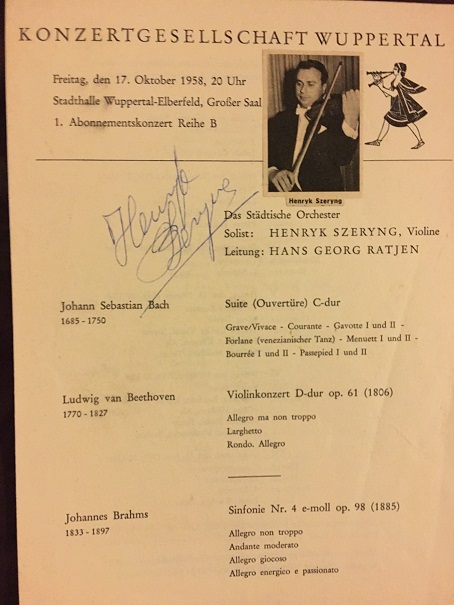 KONZERTGESELLSCHAFT WUPPERTAL
Freitag, den 17. Oktober 1958, 20 Uhr
Stadthalle Wuppertal-Elberfeld, Großer Saal
1. Abonnementskonzert Reihe B
Henryk Szeryng
Henryk
Szeryng
Das Städtische Orchester
Solist: HENRYK SZERYNG, Violine
Leitung: HANS GEORG RATJEN
Johann Sebastian Bach
1685 - 1750
Suite (Ouvertüre) C-dur
Grave/Vivace - Courante - Gavotte I und II -
Forlane (venezianischer Tanz) - Menuett I und II -
Bourrée I und II - Passepied I und II
Ludwig van Beethoven
1770 - 1827
Violinkonzert D-dur op. 61 (1806)
Allegro ma non troppo
Larghetto
Rondo. Allegro
Johannes Brahms
1833 - 1897
Sinfonie Nr. 4 e-moll op. 98 (1885)
Allegro non troppo
Andante moderato
Allegro giocoso
Allegro energico e passionato